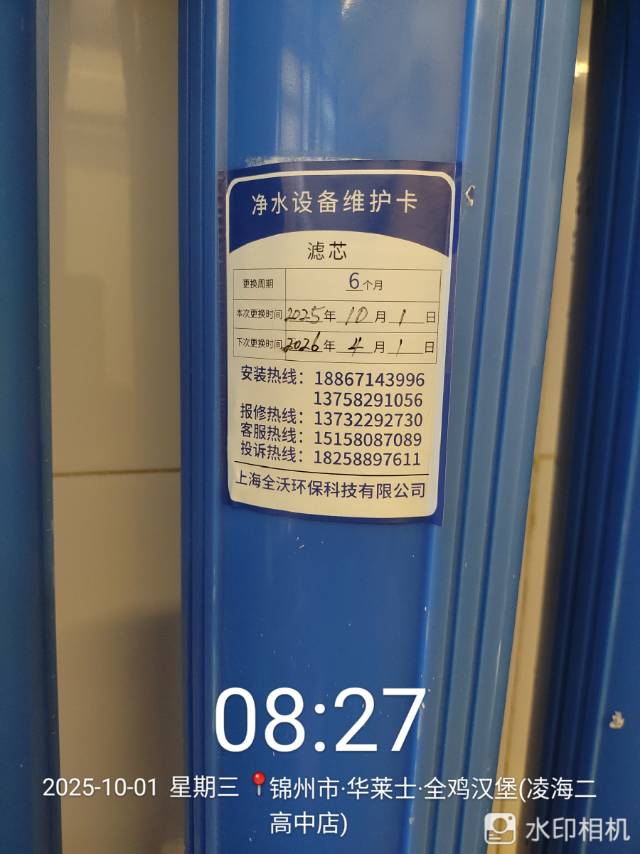 净水设备维护卡
滤芯
更换周期 6个月
本次更换时间 2025年 10月 1日
下次更换时间 2026年 4月 1日
安装热线：18867143996
13758291056
报修热线：13732292730
客服热线：15158087089
投诉热线：18258897611
上海全沃环保科技有限公司
08:27
2025-10-01 星期三 锦州市·华莱士·全鸡汉堡(凌海二
高中店)
水印相机